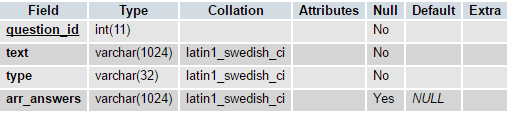 Field Type Collation Attributes Null Default Extra
question_id int(11) No
text varchar(1024) latin1_swedish_ci No
type varchar(32) latin1_swedish_ci No
arr_answers varchar(1024) latin1_swedish_ci Yes NULL